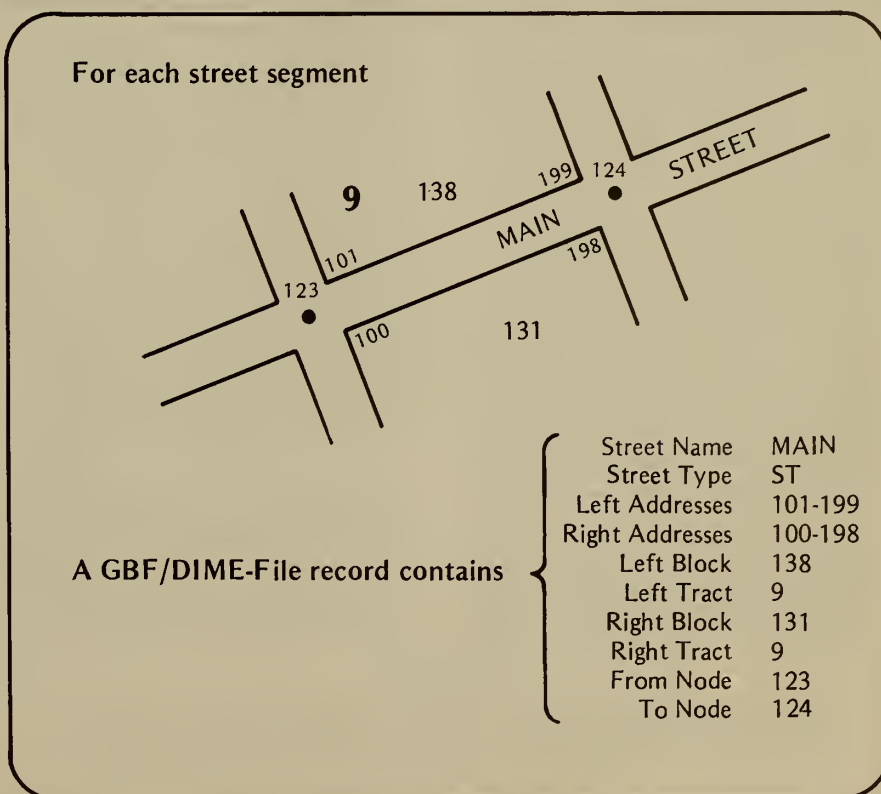 For each street segment
9 138
199 124
STREET
MAIN
101
198
123
100
131
A GBF/DIME-File record contains
Street Name MAIN
Street Type ST
Left Addresses 101-199
Right Addresses 100-198
Left Block 138
Left Tract 9
Right Block 131
Right Tract 9
From Node 123
To Node 124